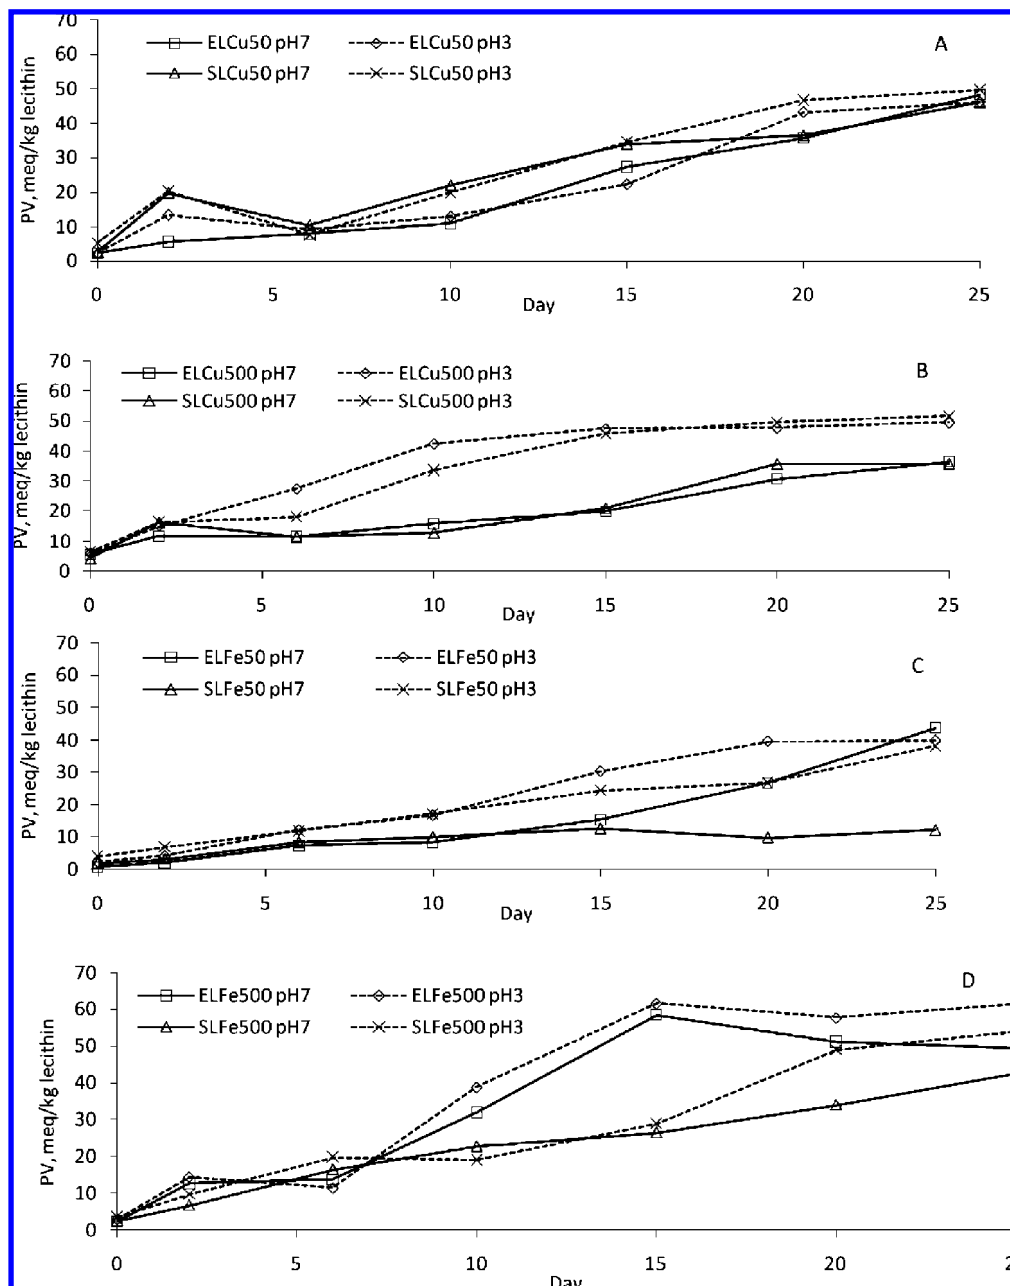 70
60
50
40
30
20
10
0
PV, meq/kg lecithin
ELCu50 pH7 ELCu50 pH3
SLCu50 pH7 SLCu50 pH3
A
0 5 10 15 20 25
Day
70
60
50
40
30
20
10
0
PV, meq/kg lecithin
ELCu500 pH7 ELCu500 pH3
SLCu500 pH7 SLCu500 pH3
B
0 5 10 15 20 25
Day
70
60
50
40
30
20
10
0
PV, meq/kg lecithin
ELFe50 pH7 ELFe50 pH3
SLFe50 pH7 SLFe50 pH3
C
0 5 10 15 20 25
Day
70
60
50
40
30
20
10
0
PV, meq/kg lecithin
ELFe500 pH7 ELFe500 pH3
SLFe500 pH7 SLFe500 pH3
D
0 5 10 15 20 2
Day